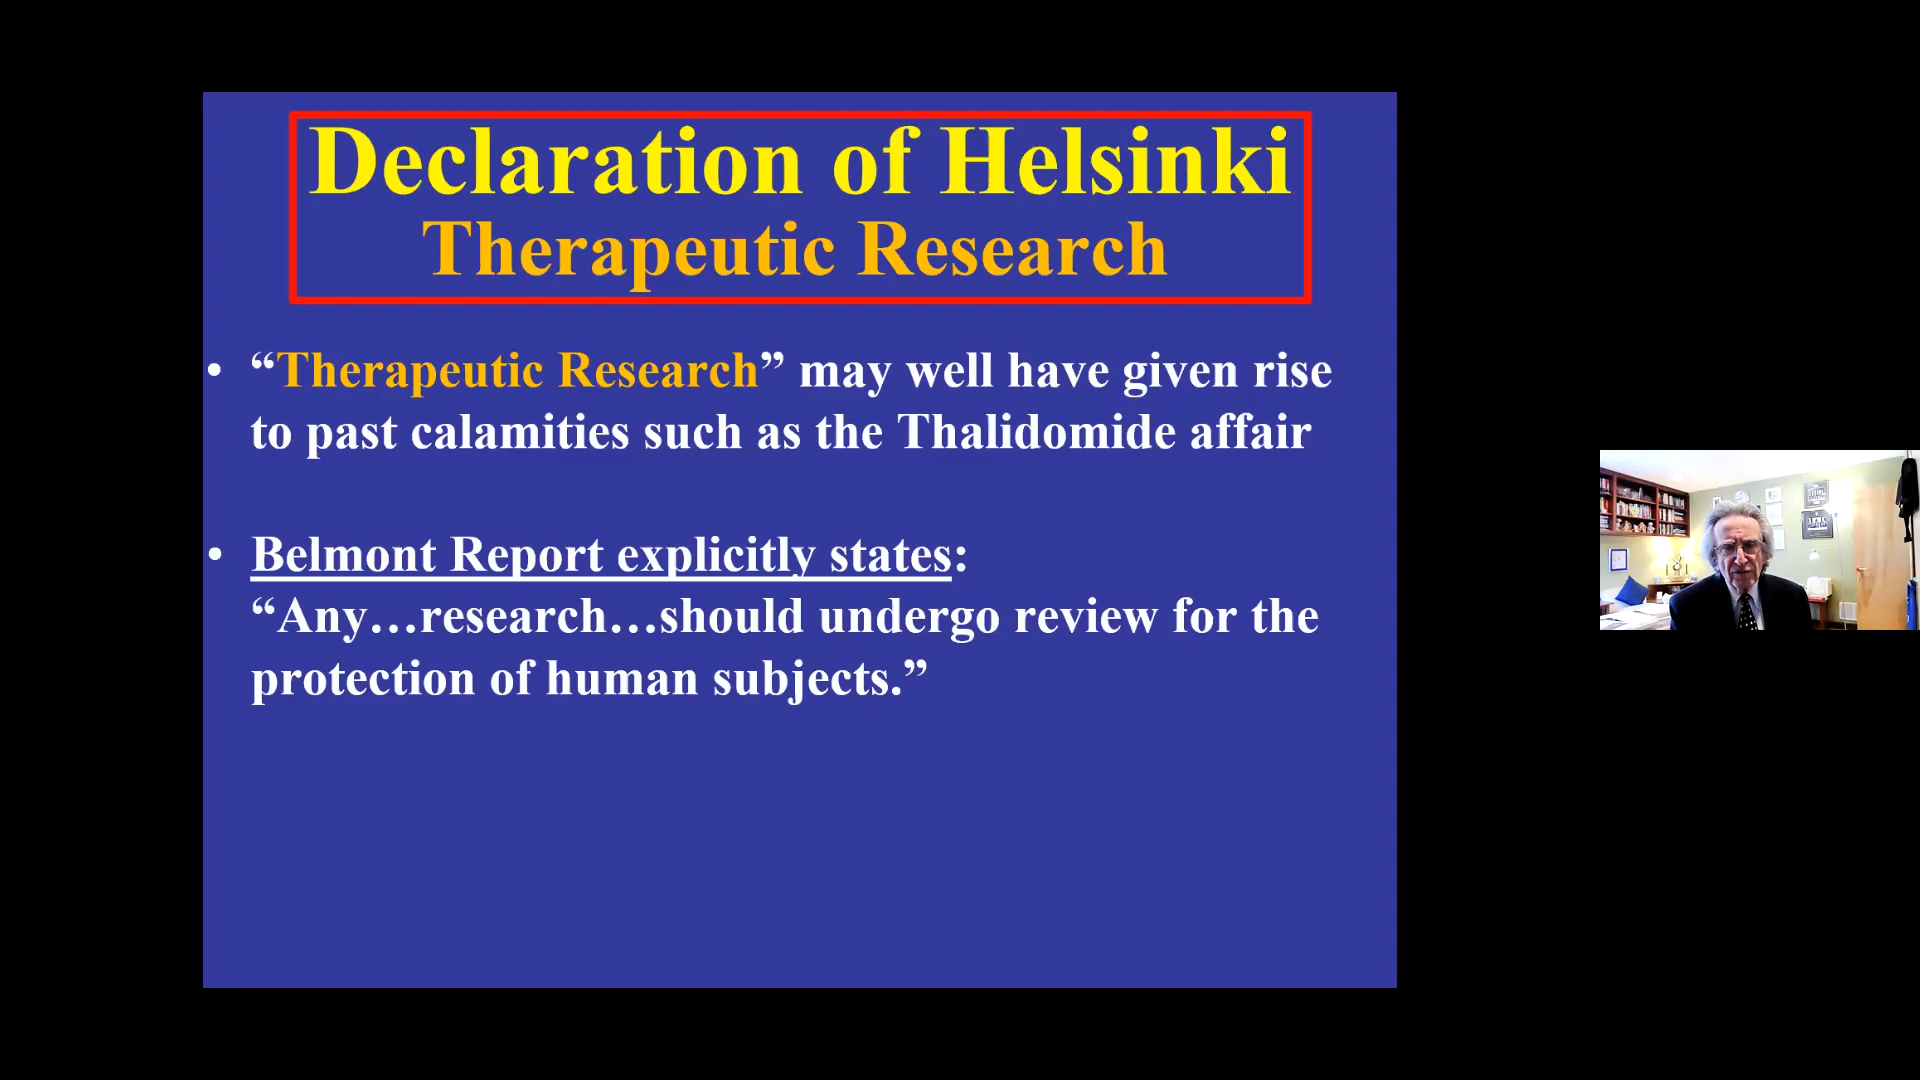 Declaration of Helsinki
Therapeutic Research
• “Therapeutic Research” may well have given rise
to past calamities such as the Thalidomide affair
• Belmont Report explicitly states:
“Any…research…should undergo review for the
protection of human subjects.”